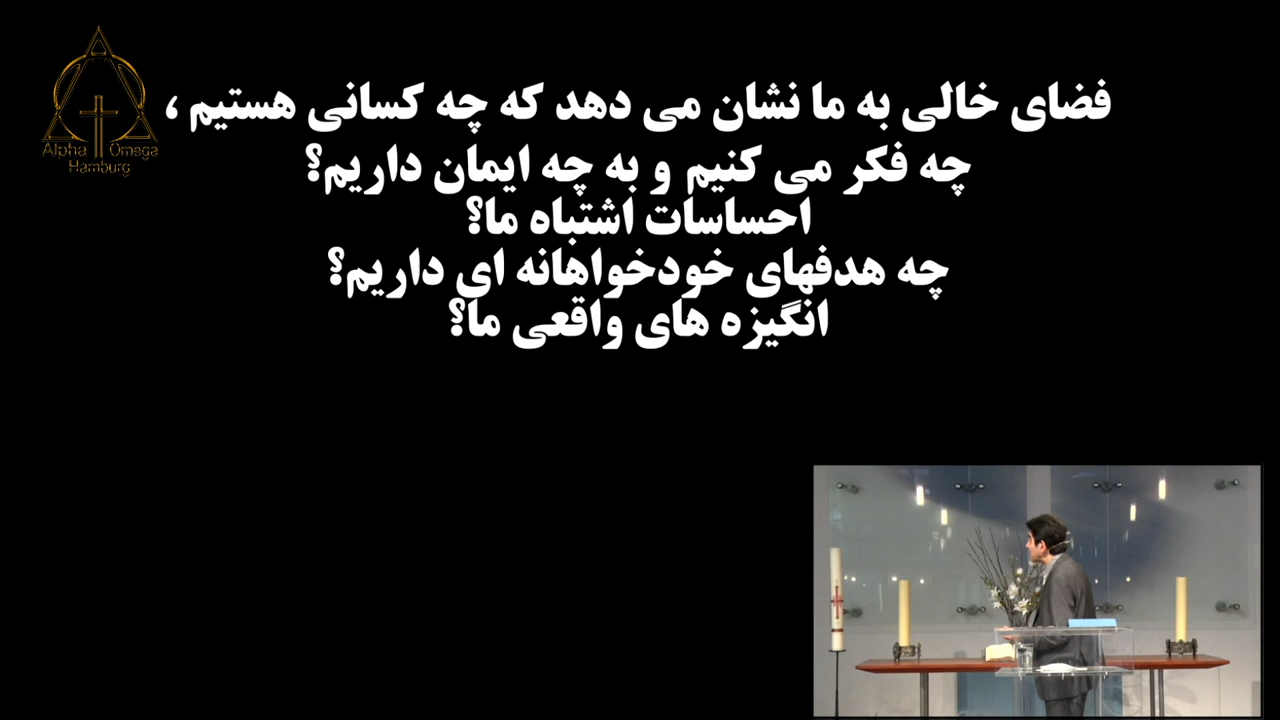 فضای خالی به ما نشان می دهد که چه کسانی هستیم ،
چه فکر می کنیم و به چه ایمان داریم؟
احساسات اشتباه ما؟
چه هدفهای خودخواهانه ای داریم؟
انگیزه های واقعی ما؟
Alpha Omega
Hamburg